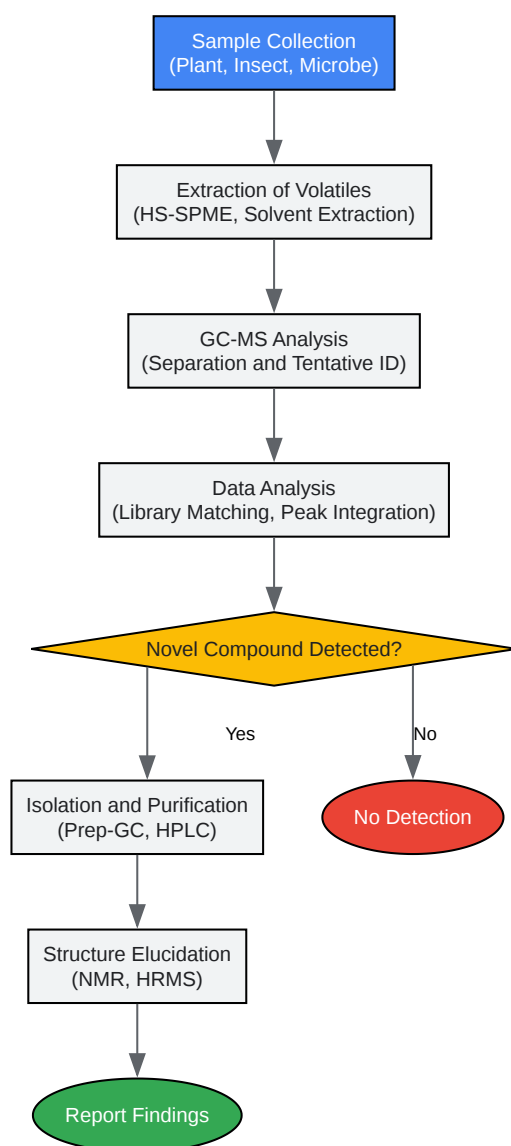 Sample Collection
(Plant, Insect, Microbe)
Extraction of Volatiles
(HS-SPME, Solvent Extraction)
GC-MS Analysis
(Separation and Tentative ID)
Data Analysis
(Library Matching, Peak Integration)
Novel Compound Detected?
Yes
No
Isolation and Purification
(Prep-GC, HPLC)
No Detection
Structure Elucidation
(NMR, HRMS)
Report Findings